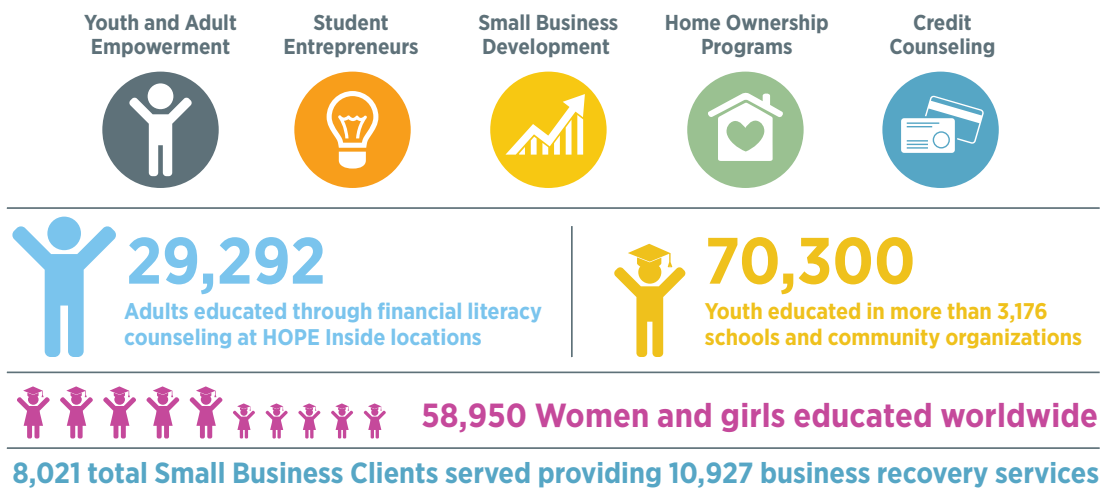 Youth and Adult
Empowerment
Student
Entrepreneurs
Small Business
Development
Home Ownership
Programs
Credit
Counseling
29,292
Adults educated through financial literacy
counseling at HOPE Inside locations
70,300
Youth educated in more than 3,176
schools and community organizations
58,950 Women and girls educated worldwide
8,021 total Small Business Clients served providing 10,927 business recovery services